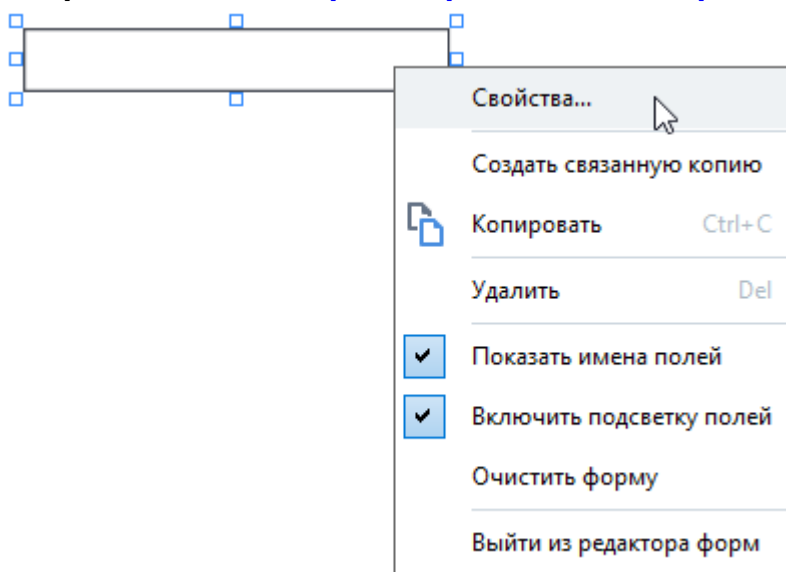 Свойства...
Создать связанную копию
Копировать Ctrl+C
Удалить Del
Показать имена полей
Включить подсветку полей
Очистить форму
Выйти из редактора форм